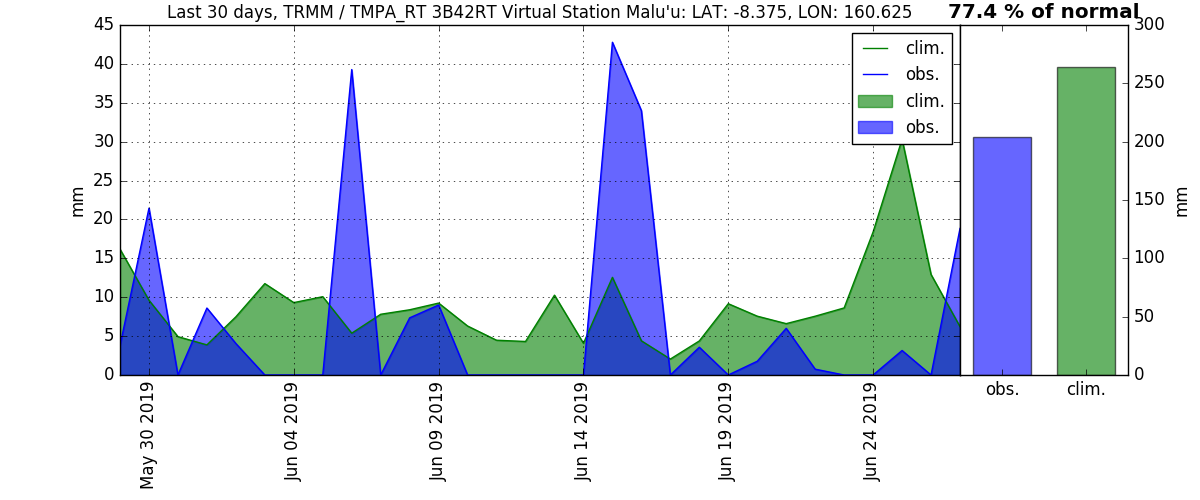 Last 30 days, TRMM / TMPA_RT 3B42RT Virtual Station Malu'u: LAT: -8.375, LON: 160.625
77.4 % of normal
45
40
35
30
25
20
15
10
5
0
mm
clim.
obs.
clim.
obs.
300
250
200
150
100
50
0
mm
obs.
clim.
May 30 2019
Jun 04 2019
Jun 09 2019
Jun 14 2019
Jun 19 2019
Jun 24 2019